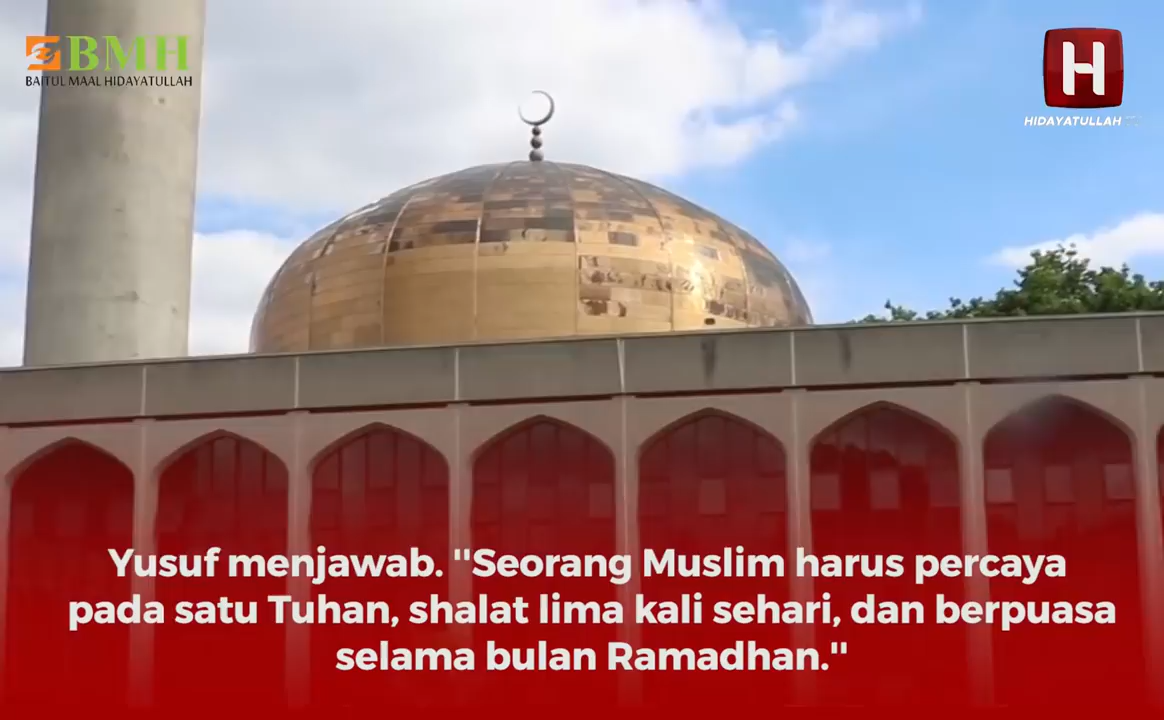 BMH
BAITUL MAAL HIDAYATULLAH
H
HIDAYATULLAH
Yusuf menjawab. "Seorang Muslim harus percaya
pada satu Tuhan, shalat lima kali sehari, dan berpuasa
selama bulan Ramadhan."